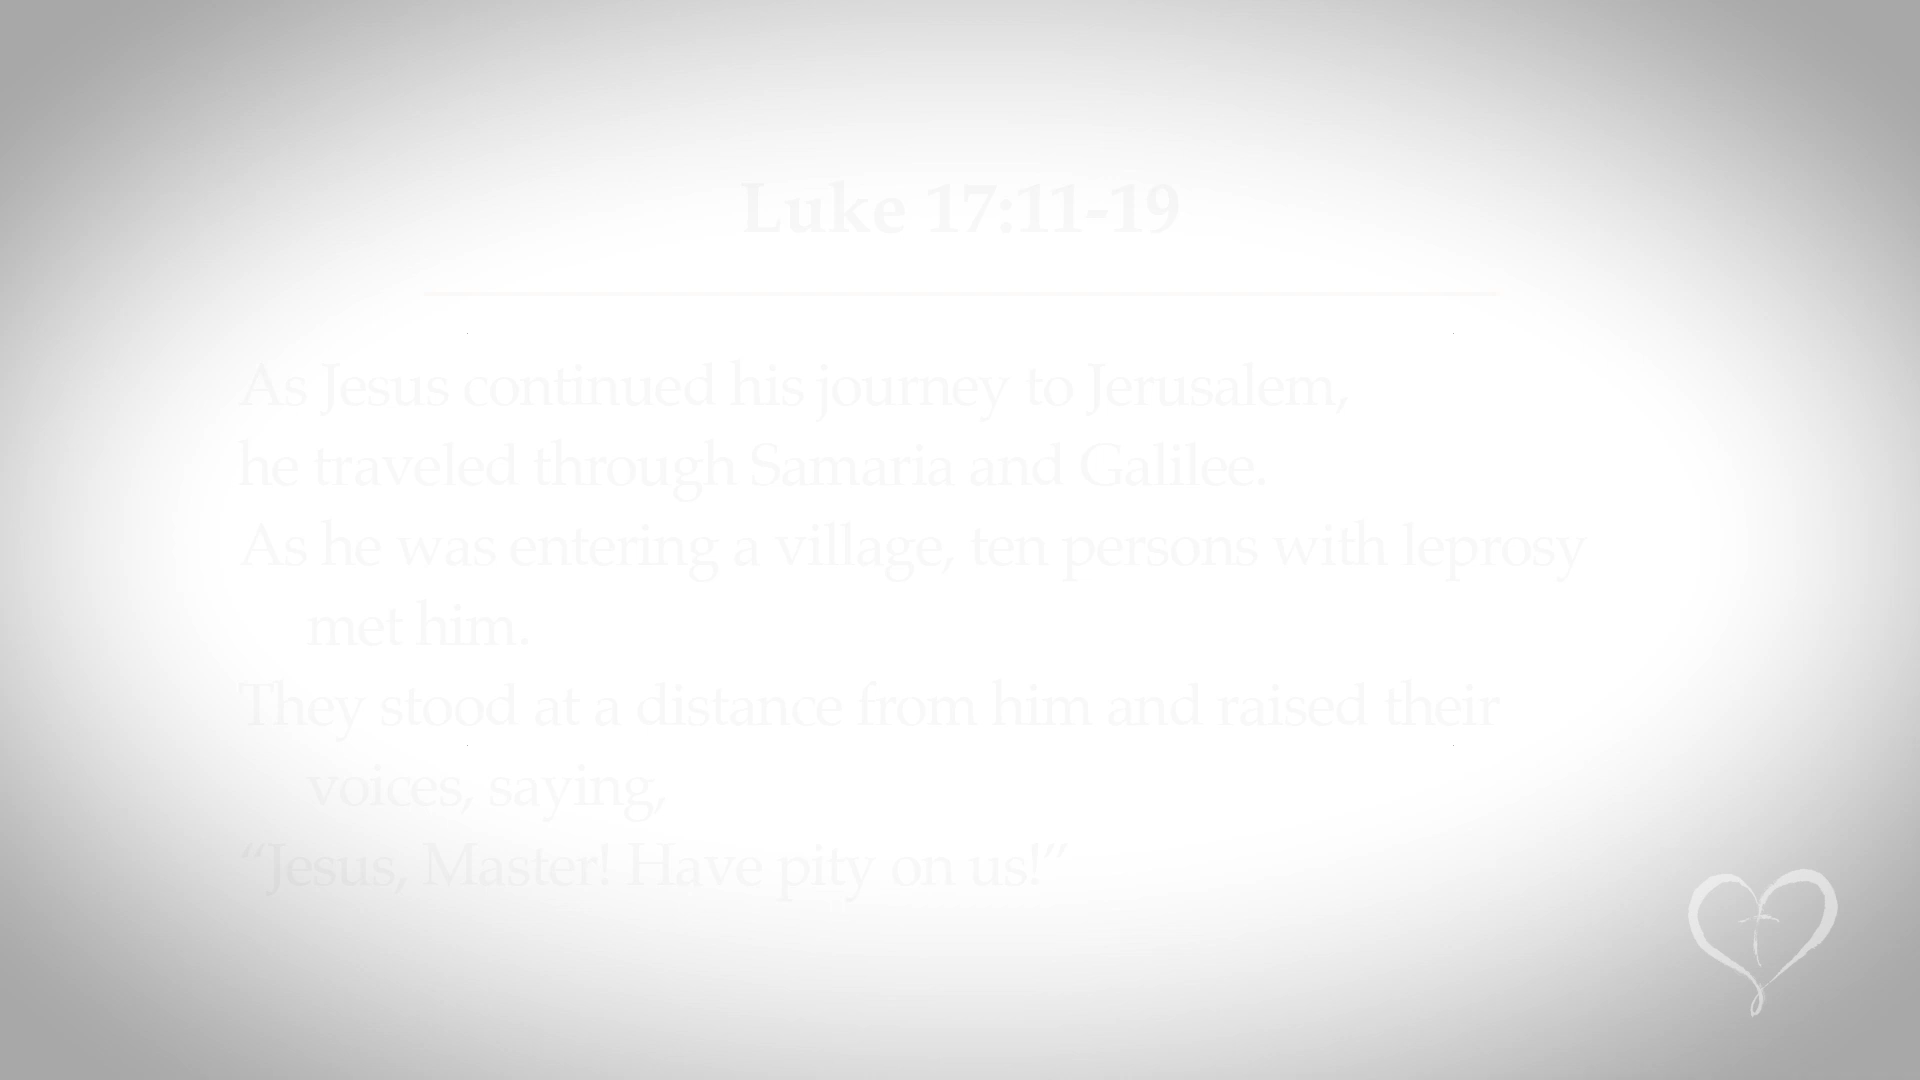 Luke 17:11-19
As Jesus continued his journey to Jerusalem,
he traveled through Samaria and Galilee.
As he was entering a village, ten persons with leprosy
met him.
They stood at a distance from him and raised their
voices, saying,
“Jesus, Master! Have pity on us!”